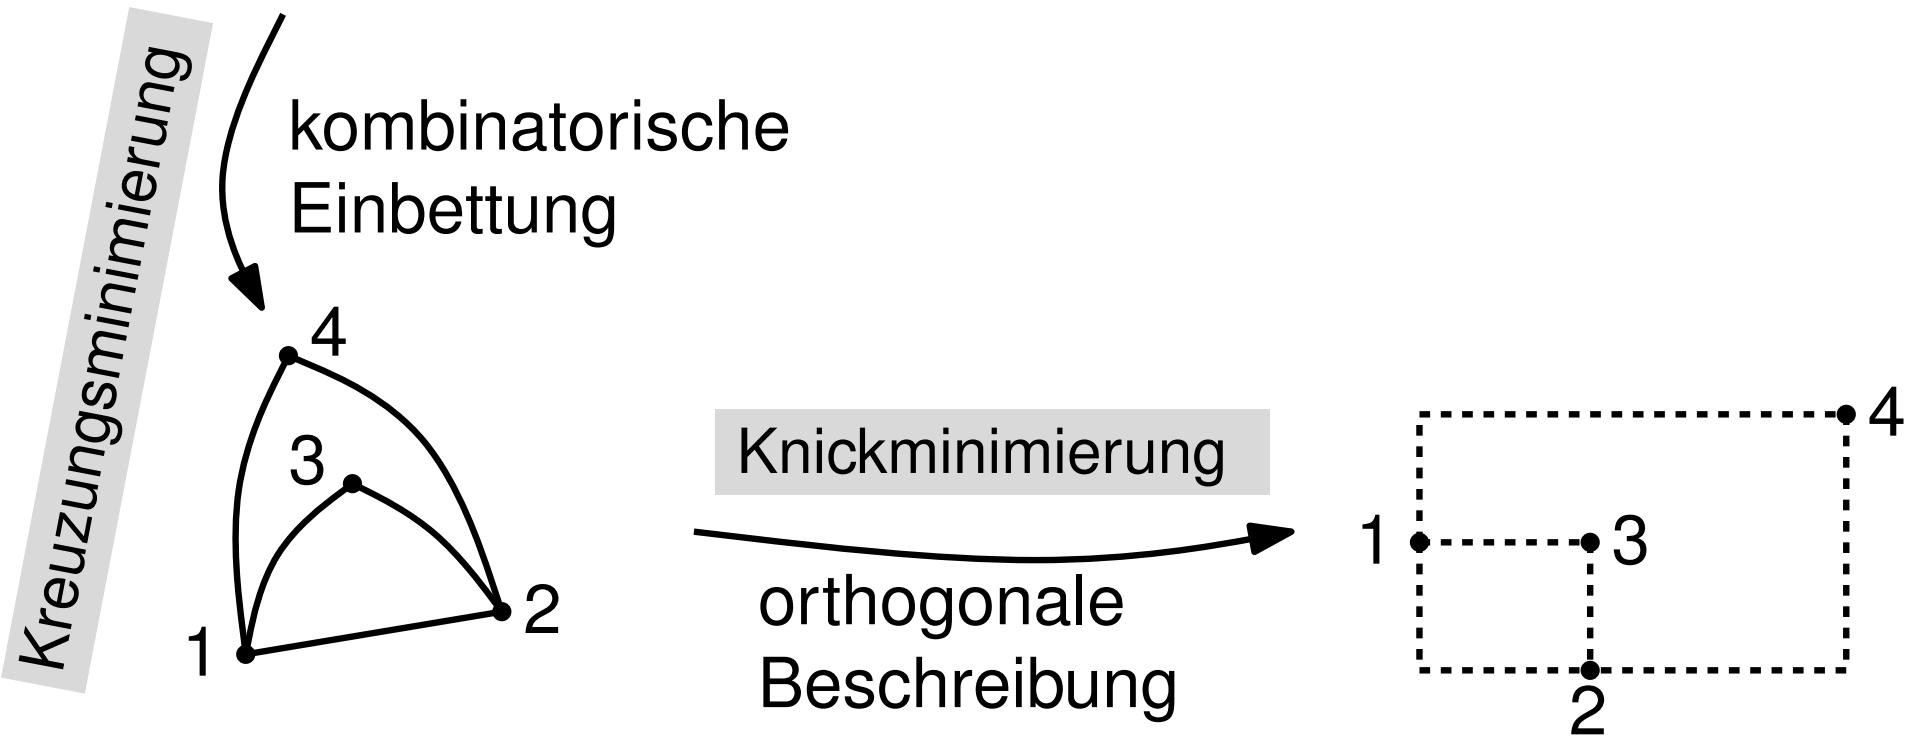 Kreuzungsminimierung
kombinatorische
Einbettung
4
3
2
1
Knickminimierung
orthogonale
Beschreibung
4
1
3
2